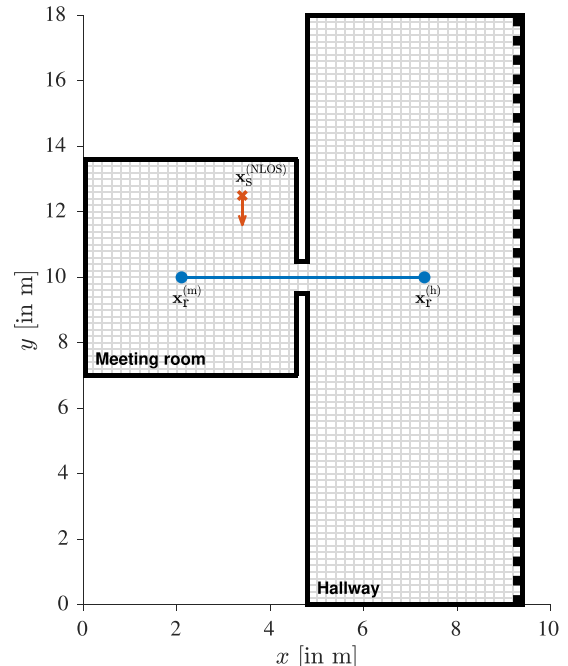 18
16
14
x_s^(NLOS)
12
10
x_r^(m) x_r^(h)
y [in m]
8
Meeting room
6
4
2
Hallway
0
0 2 4 6 8 10
x [in m]